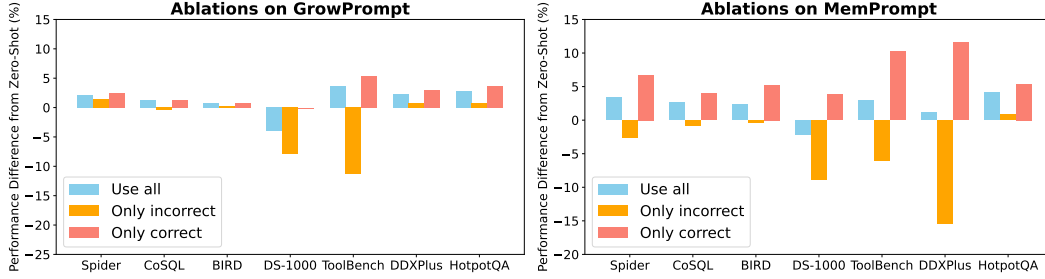 Ablations on GrowPrompt
Performance Difference from Zero-Shot (%)
15
10
5
0
−5
−10
−15
−20
−25
Use all
Only incorrect
Only correct
Spider CoSQL BIRD DS-1000 ToolBench DDXPlus HotpotQA
Ablations on MemPrompt
Performance Difference from Zero-Shot (%)
15
10
5
0
−5
−10
−15
−20
Use all
Only incorrect
Only correct
Spider CoSQL BIRD DS-1000 ToolBench DDXPlus HotpotQA